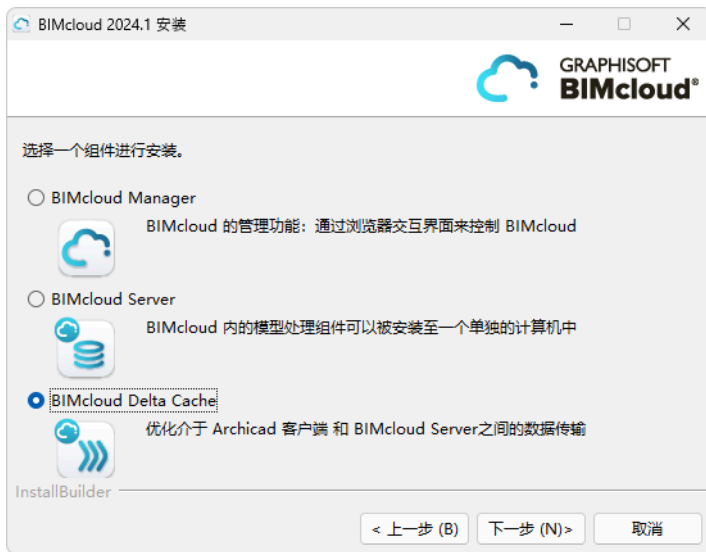 BIMcloud 2024.1 安装
GRAPHISOFT
BIMcloud®
选择一个组件进行安装。
BIMcloud Manager
BIMcloud 的管理功能：通过浏览器交互界面来控制 BIMcloud
BIMcloud Server
BIMcloud 内的模型处理组件可以被安装至一个单独的计算机中
BIMcloud Delta Cache
优化介于 Archicad 客户端 和 BIMcloud Server之间的数据传输
InstallBuilder
< 上一步 (B)
下一步 (N)>
取消